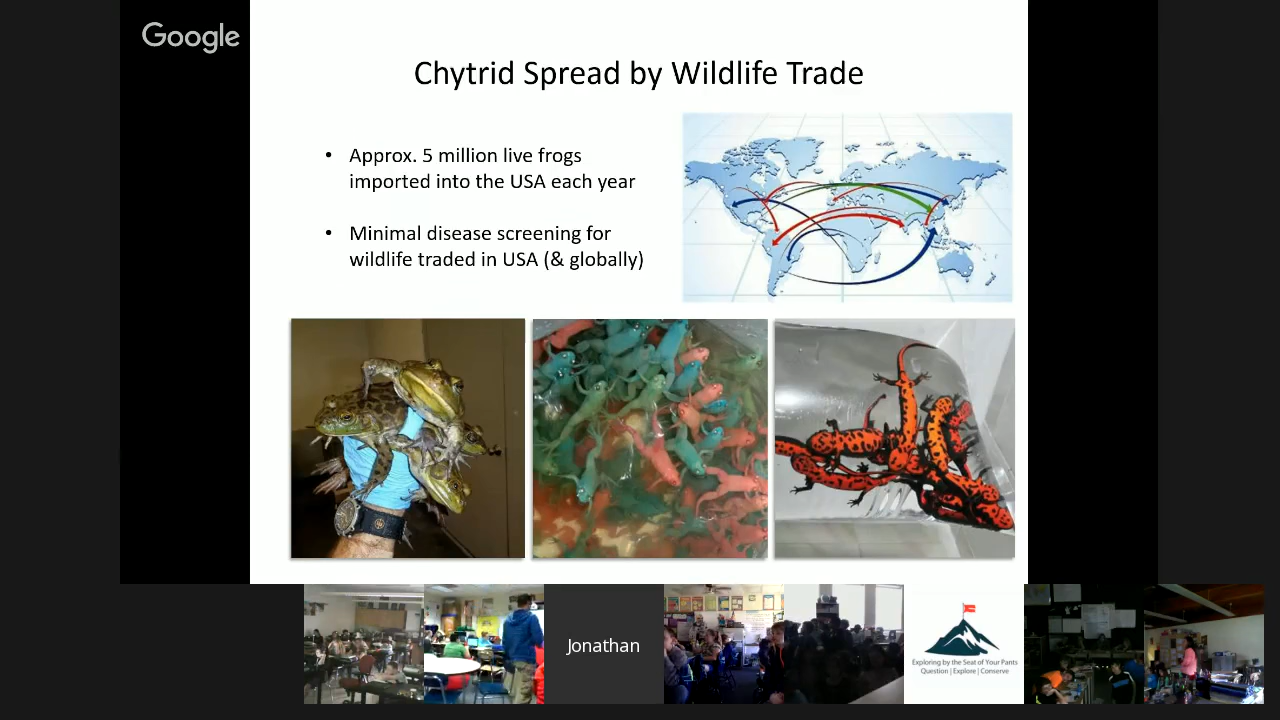 Google
Chytrid Spread by Wildlife Trade
• Approx. 5 million live frogs
imported into the USA each year
• Minimal disease screening for
wildlife traded in USA (& globally)
Jonathan
Exploring by the Seat of Your Pants
Question | Explore | Conserve